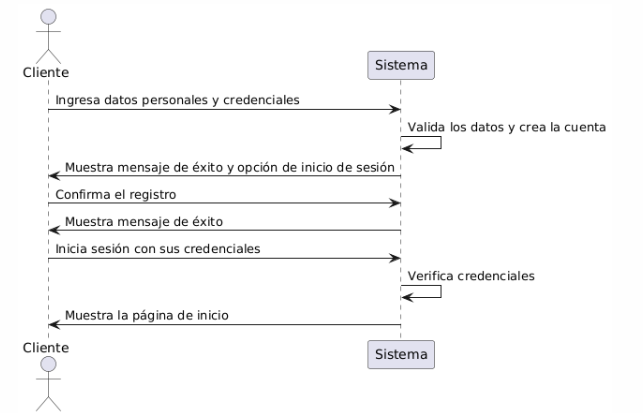 Cliente
Sistema
Ingresa datos personales y credenciales
Valida los datos y crea la cuenta
Muestra mensaje de éxito y opción de inicio de sesión
Confirma el registro
Muestra mensaje de éxito
Inicia sesión con sus credenciales
Verifica credenciales
Muestra la página de inicio
Cliente
Sistema